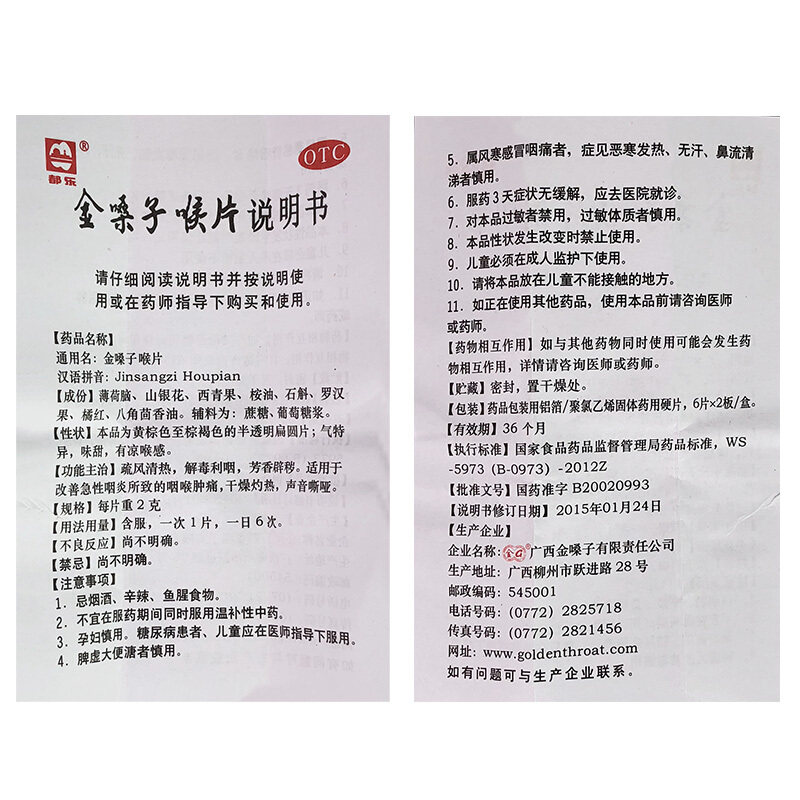 都乐
®
OTC
金嗓子喉片说明书
请仔细阅读说明书并按说明使
用或在药师指导下购买和使用。
【药品名称】
通用名：金嗓子喉片
汉语拼音：Jinsangzi Houpian
【成份】薄荷脑、山银花、西青果、桉油、石斛、罗汉
果、橘红、八角茴香油。辅料为：蔗糖、葡萄糖浆。
【性状】本品为黄棕色至棕褐色的半透明扁圆片；气特
异，味甜，有凉喉感。
【功能主治】疏风清热，解毒利咽，芳香辟秽。适用于
改善急性咽炎所致的咽喉肿痛，干燥灼热，声音嘶哑。
【规格】每片重2克
【用法用量】含服，一次1片，一日6次。
【不良反应】尚不明确。
【禁忌】尚不明确。
【注意事项】
1．忌烟酒、辛辣、鱼腥食物。
2．不宜在服药期间同时服用温补性中药。
3．孕妇慎用。糖尿病患者、儿童应在医师指导下服用。
4．脾虚大便溏者慎用。
5．属风寒感冒咽痛者，症见恶寒发热、无汗、鼻流清
涕者慎用。
6．服药3天症状无缓解，应去医院就诊。
7．对本品过敏者禁用，过敏体质者慎用。
8．本品性状发生改变时禁止使用。
9．儿童必须在成人监护下使用。
10．请将本品放在儿童不能接触的地方。
11．如正在使用其他药品，使用本品前请咨询医师
或药师。
【药物相互作用】如与其他药物同时使用可能会发生药
物相互作用，详情请咨询医师或药师。
【贮藏】密封，置干燥处。
【包装】药品包装用铝箔/聚氯乙烯固体药用硬片，6片×2板/盒。
【有效期】36个月
【执行标准】国家食品药品监督管理局药品标准，WS
-5973 (B-0973) -2012Z
【批准文号】国药准字 B20020993
【说明书修订日期】2015年01月24日
【生产企业】
企业名称：金G广西金嗓子有限责任公司
生产地址：广西柳州市跃进路28号
邮政编码：545001
电话号码：(0772) 2825718
传真号码：(0772) 2821456
网址：www.goldenthroat.com
如有问题可与生产企业联系。